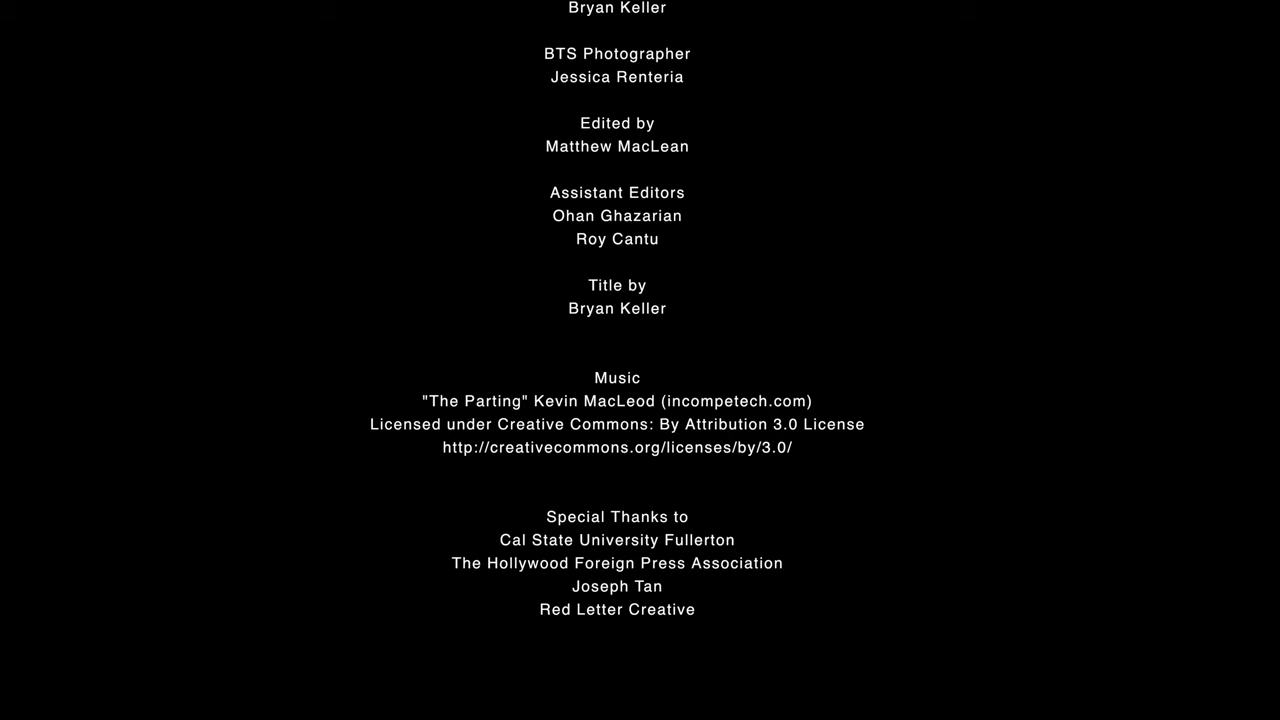 Bryan Keller
BTS Photographer
Jessica Renteria
Edited by
Matthew MacLean
Assistant Editors
Ohan Ghazarian
Roy Cantu
Title by
Bryan Keller
Music
"The Parting" Kevin MacLeod (incompetech.com)
Licensed under Creative Commons: By Attribution 3.0 License
http://creativecommons.org/licenses/by/3.0/
Special Thanks to
Cal State University Fullerton
The Hollywood Foreign Press Association
Joseph Tan
Red Letter Creative